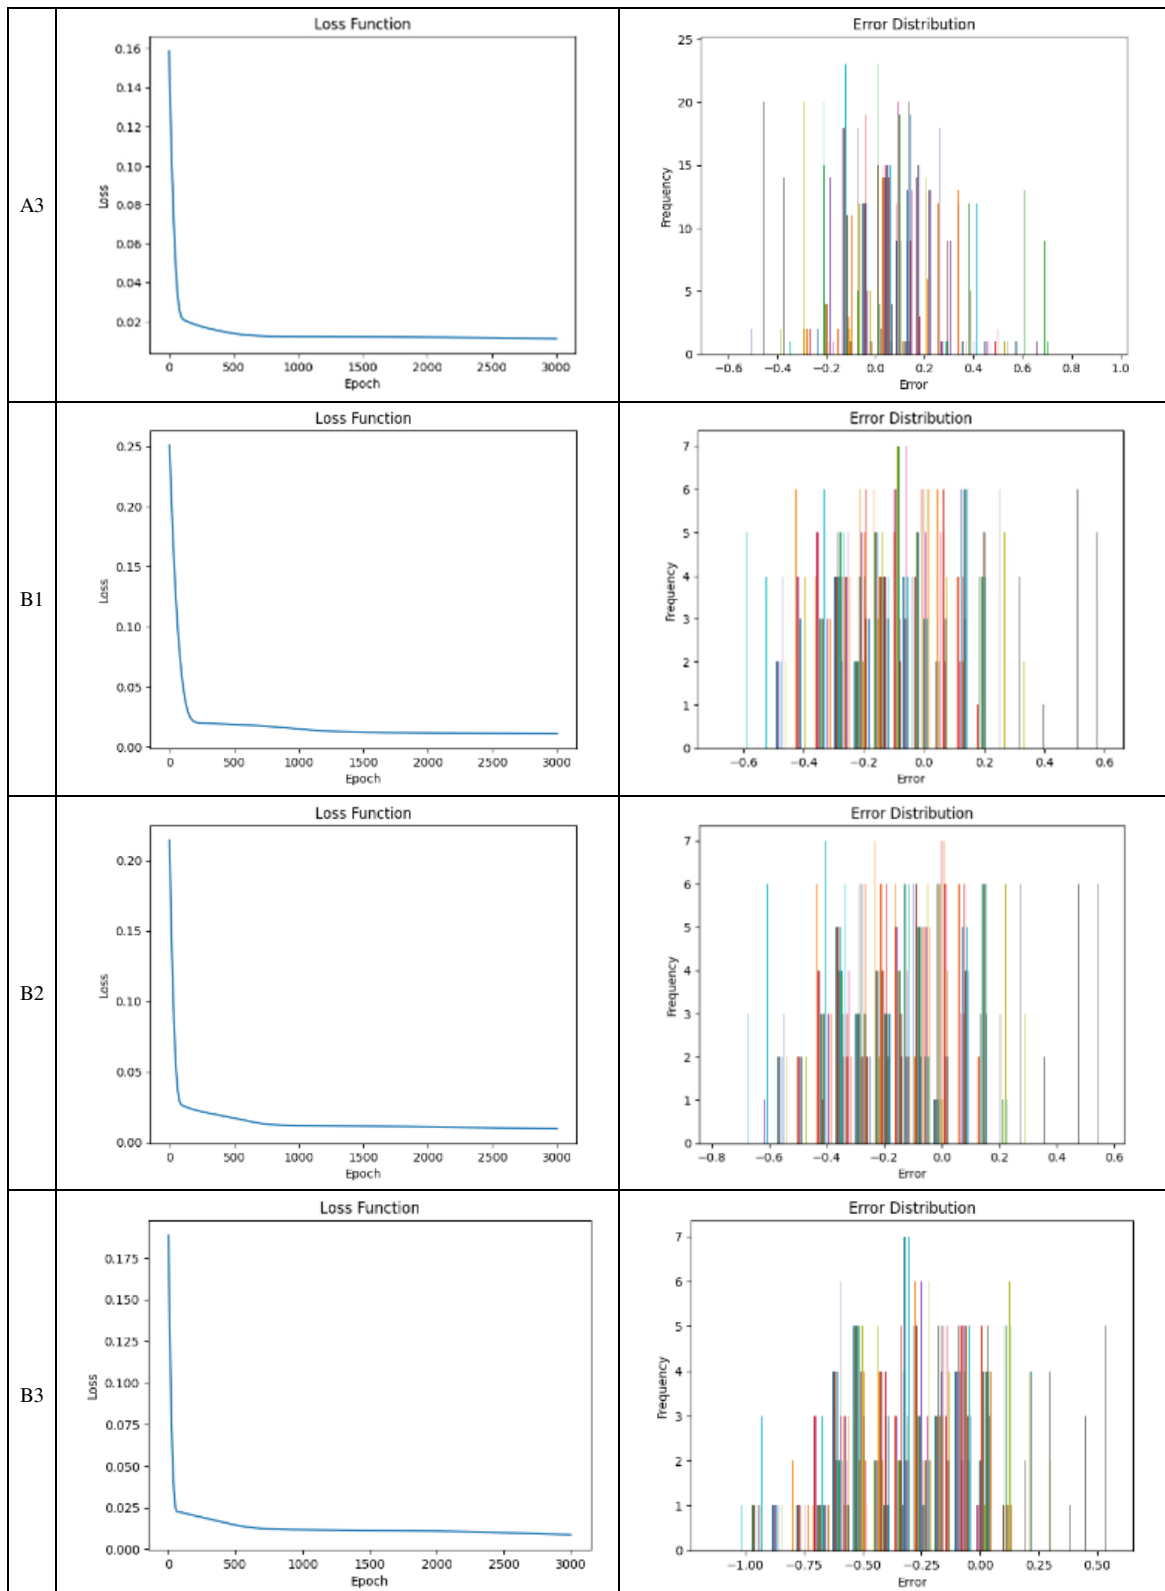 A3
Loss Function
Loss
0.16
0.14
0.12
0.10
0.08
0.06
0.04
0.02
0 500 1000 1500 2000 2500 3000
Epoch
Error Distribution
Frequency
25
20
15
10
5
0
−0.6 −0.4 −0.2 0.0 0.2 0.4 0.6 0.8 1.0
Error
B1
Loss Function
Loss
0.25
0.20
0.15
0.10
0.05
0.00
0 500 1000 1500 2000 2500 3000
Epoch
Error Distribution
Frequency
7
6
5
4
3
2
1
0
−0.6 −0.4 −0.2 0.0 0.2 0.4 0.6
Error
B2
Loss Function
Loss
0.20
0.15
0.10
0.05
0.00
0 500 1000 1500 2000 2500 3000
Epoch
Error Distribution
Frequency
7
6
5
4
3
2
1
0
−0.8 −0.6 −0.4 −0.2 0.0 0.2 0.4 0.6
Error
B3
Loss Function
Loss
0.175
0.150
0.125
0.100
0.075
0.050
0.025
0.000
0 500 1000 1500 2000 2500 3000
Epoch
Error Distribution
Frequency
7
6
5
4
3
2
1
0
−1.00 −0.75 −0.50 −0.25 0.00 0.25 0.50
Error